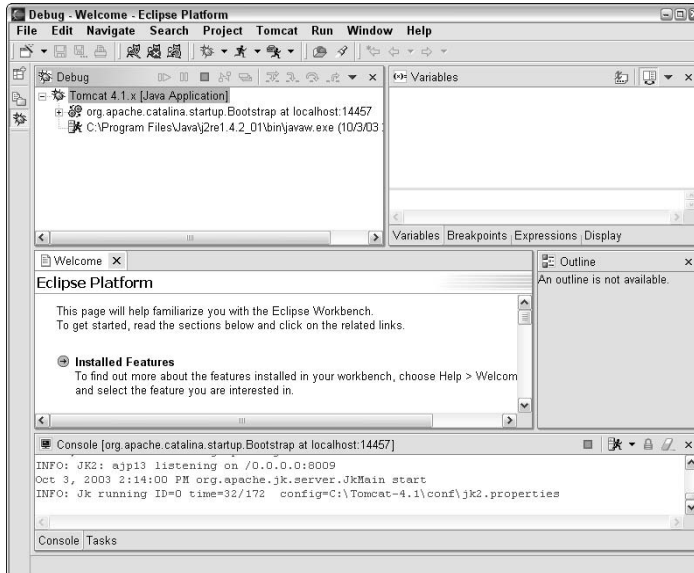 Debug - Welcome - Eclipse Platform
File Edit Navigate Search Project Tomcat Run Window Help
Debug
Tomcat 4.1.x [Java Application]
org.apache.catalina.startup.Bootstrap at localhost:14457
C:\Program Files\Java\j2re1.4.2_01\bin\javaw.exe (10/3/03
(x)= Variables
Variables Breakpoints Expressions Display
Welcome
Eclipse Platform
This page will help familiarize you with the Eclipse Workbench.
To get started, read the sections below and click on the related links.
Installed Features
To find out more about the features installed in your workbench, choose Help > Welcom
and select the feature you are interested in.
Outline
An outline is not available.
Console [org.apache.catalina.startup.Bootstrap at localhost:14457]
INFO: JK2: ajp13 listening on /0.0.0.0:8009
Oct 3, 2003 2:14:00 PM org.apache.jk.server.JkMain start
INFO: Jk running ID=0 time=32/172 config=C:\Tomcat-4.1\conf\jk2.properties
Console Tasks